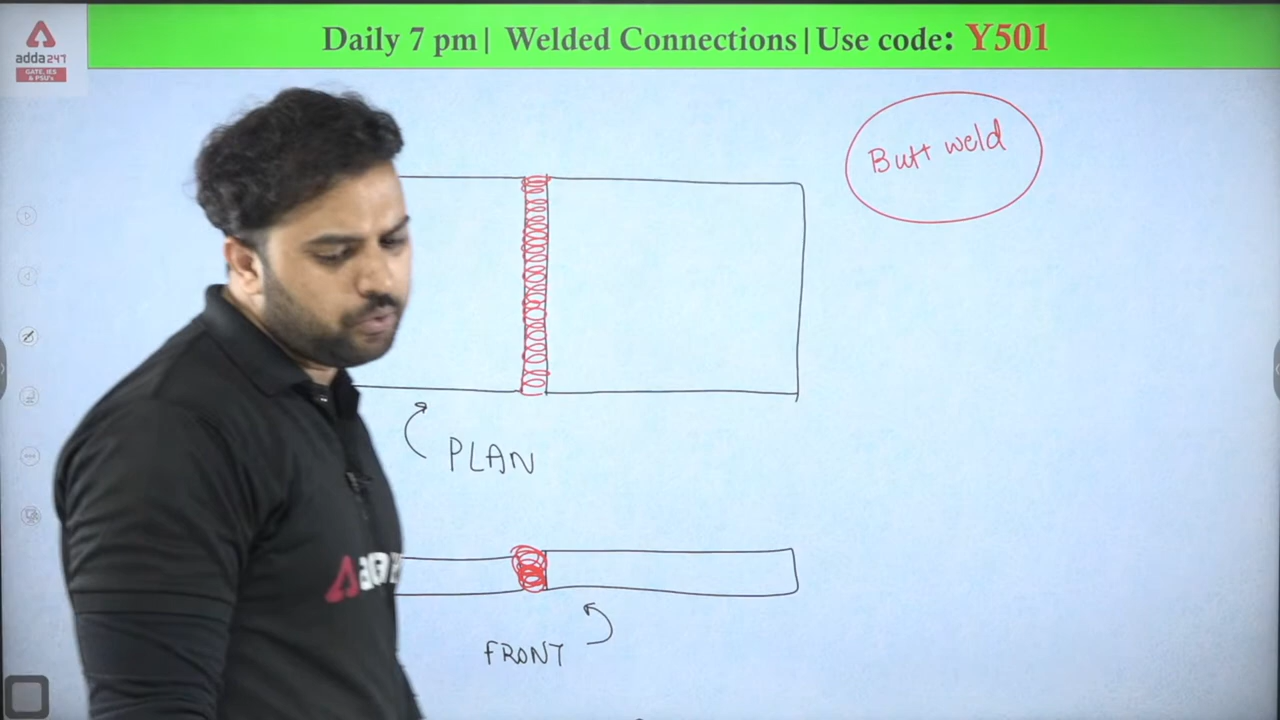 Daily 7 pm| Welded Connections|Use code: Y501
adda247
GATE, IES
& PSU's
Butt weld
PLAN
FRONT